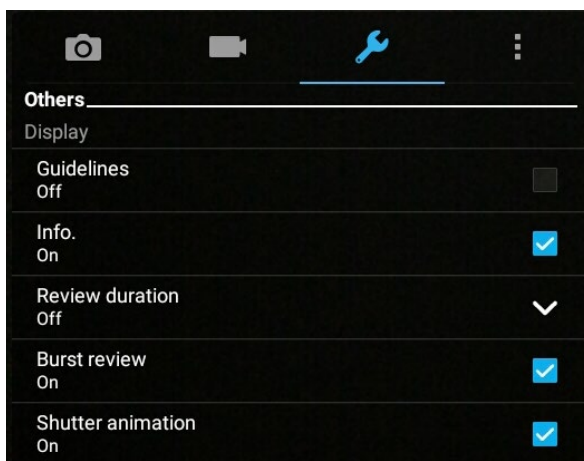 Others
Display
Guidelines
Off
Info.
On
Review duration
Off
Burst review
On
Shutter animation
On